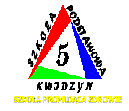 SZKOŁA
PODSTAWOWA
5
KWIDZYN
SZKOŁA PROMUJĄCA ZDROWIE